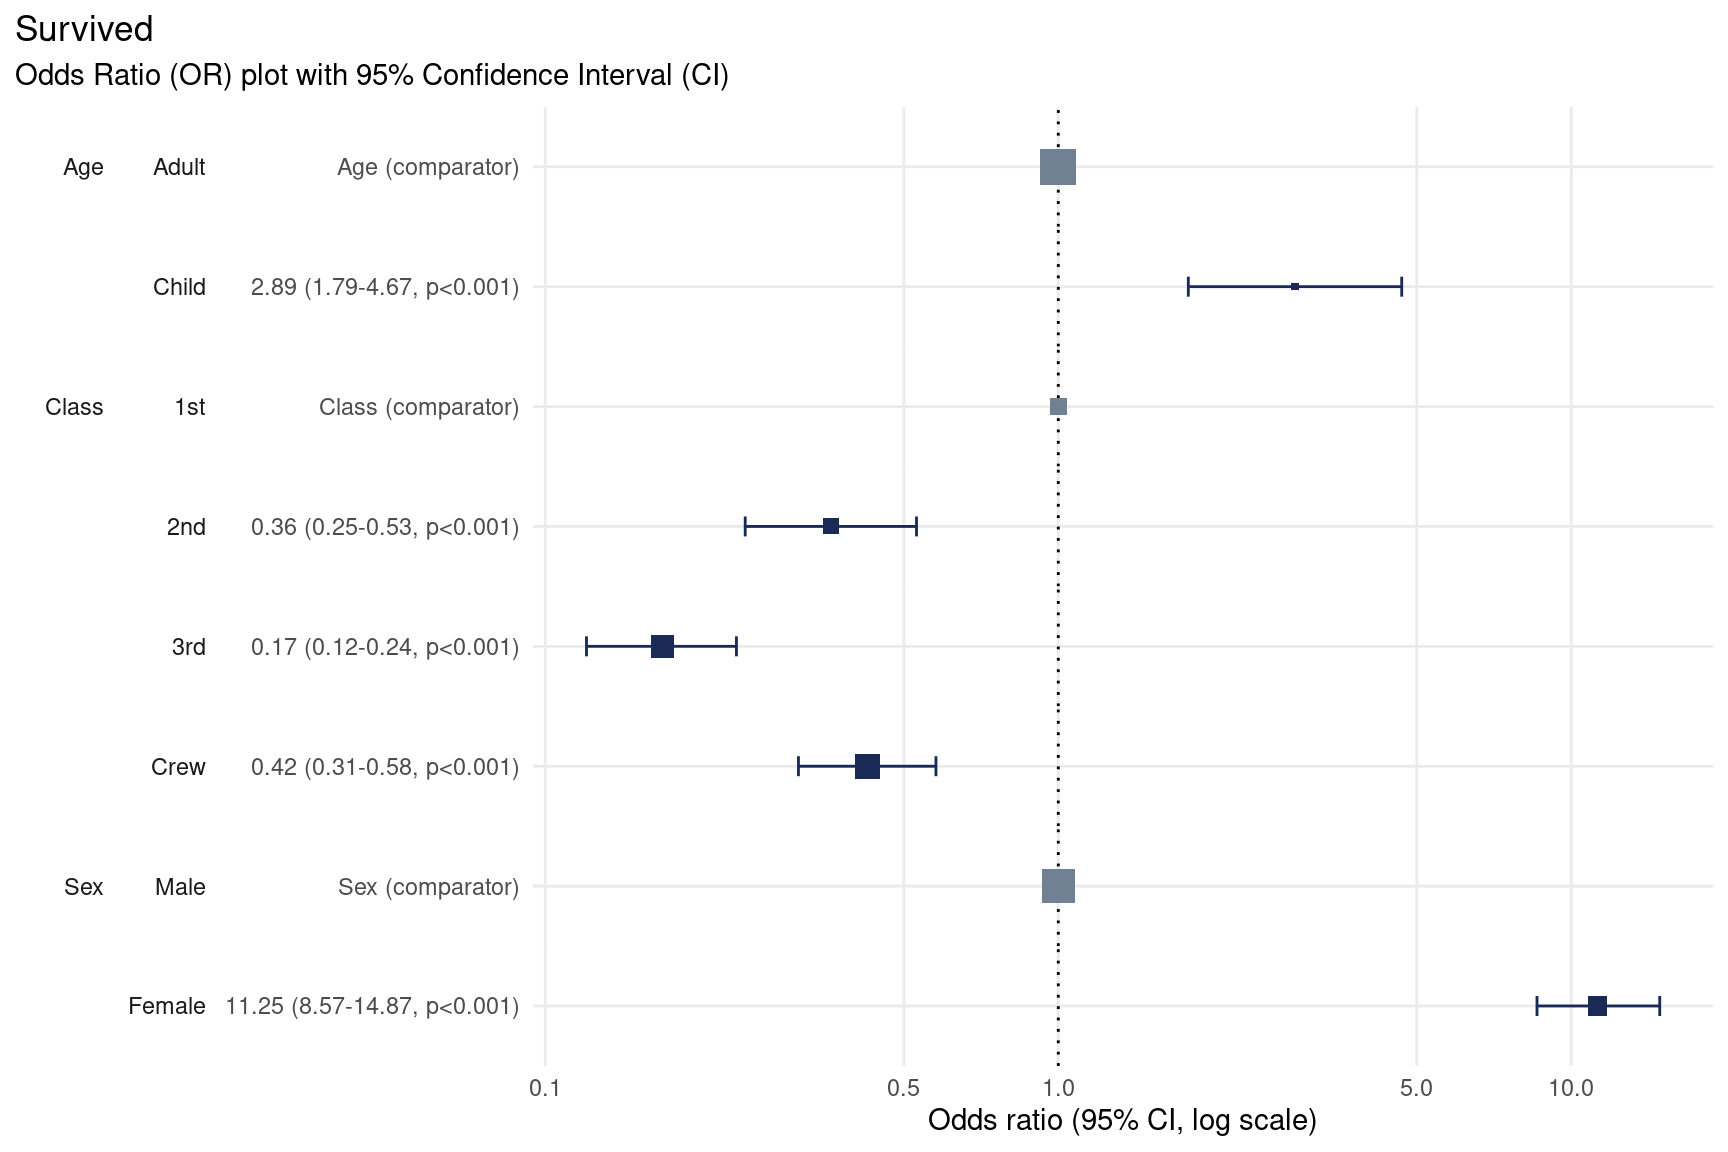 Survived
Odds Ratio (OR) plot with 95% Confidence Interval (CI)
Age Adult Age (comparator)
Child 2.89 (1.79-4.67, p<0.001)
Class 1st Class (comparator)
2nd 0.36 (0.25-0.53, p<0.001)
3rd 0.17 (0.12-0.24, p<0.001)
Crew 0.42 (0.31-0.58, p<0.001)
Sex Male Sex (comparator)
Female 11.25 (8.57-14.87, p<0.001)
0.1 0.5 1.0 5.0 10.0
Odds ratio (95% CI, log scale)